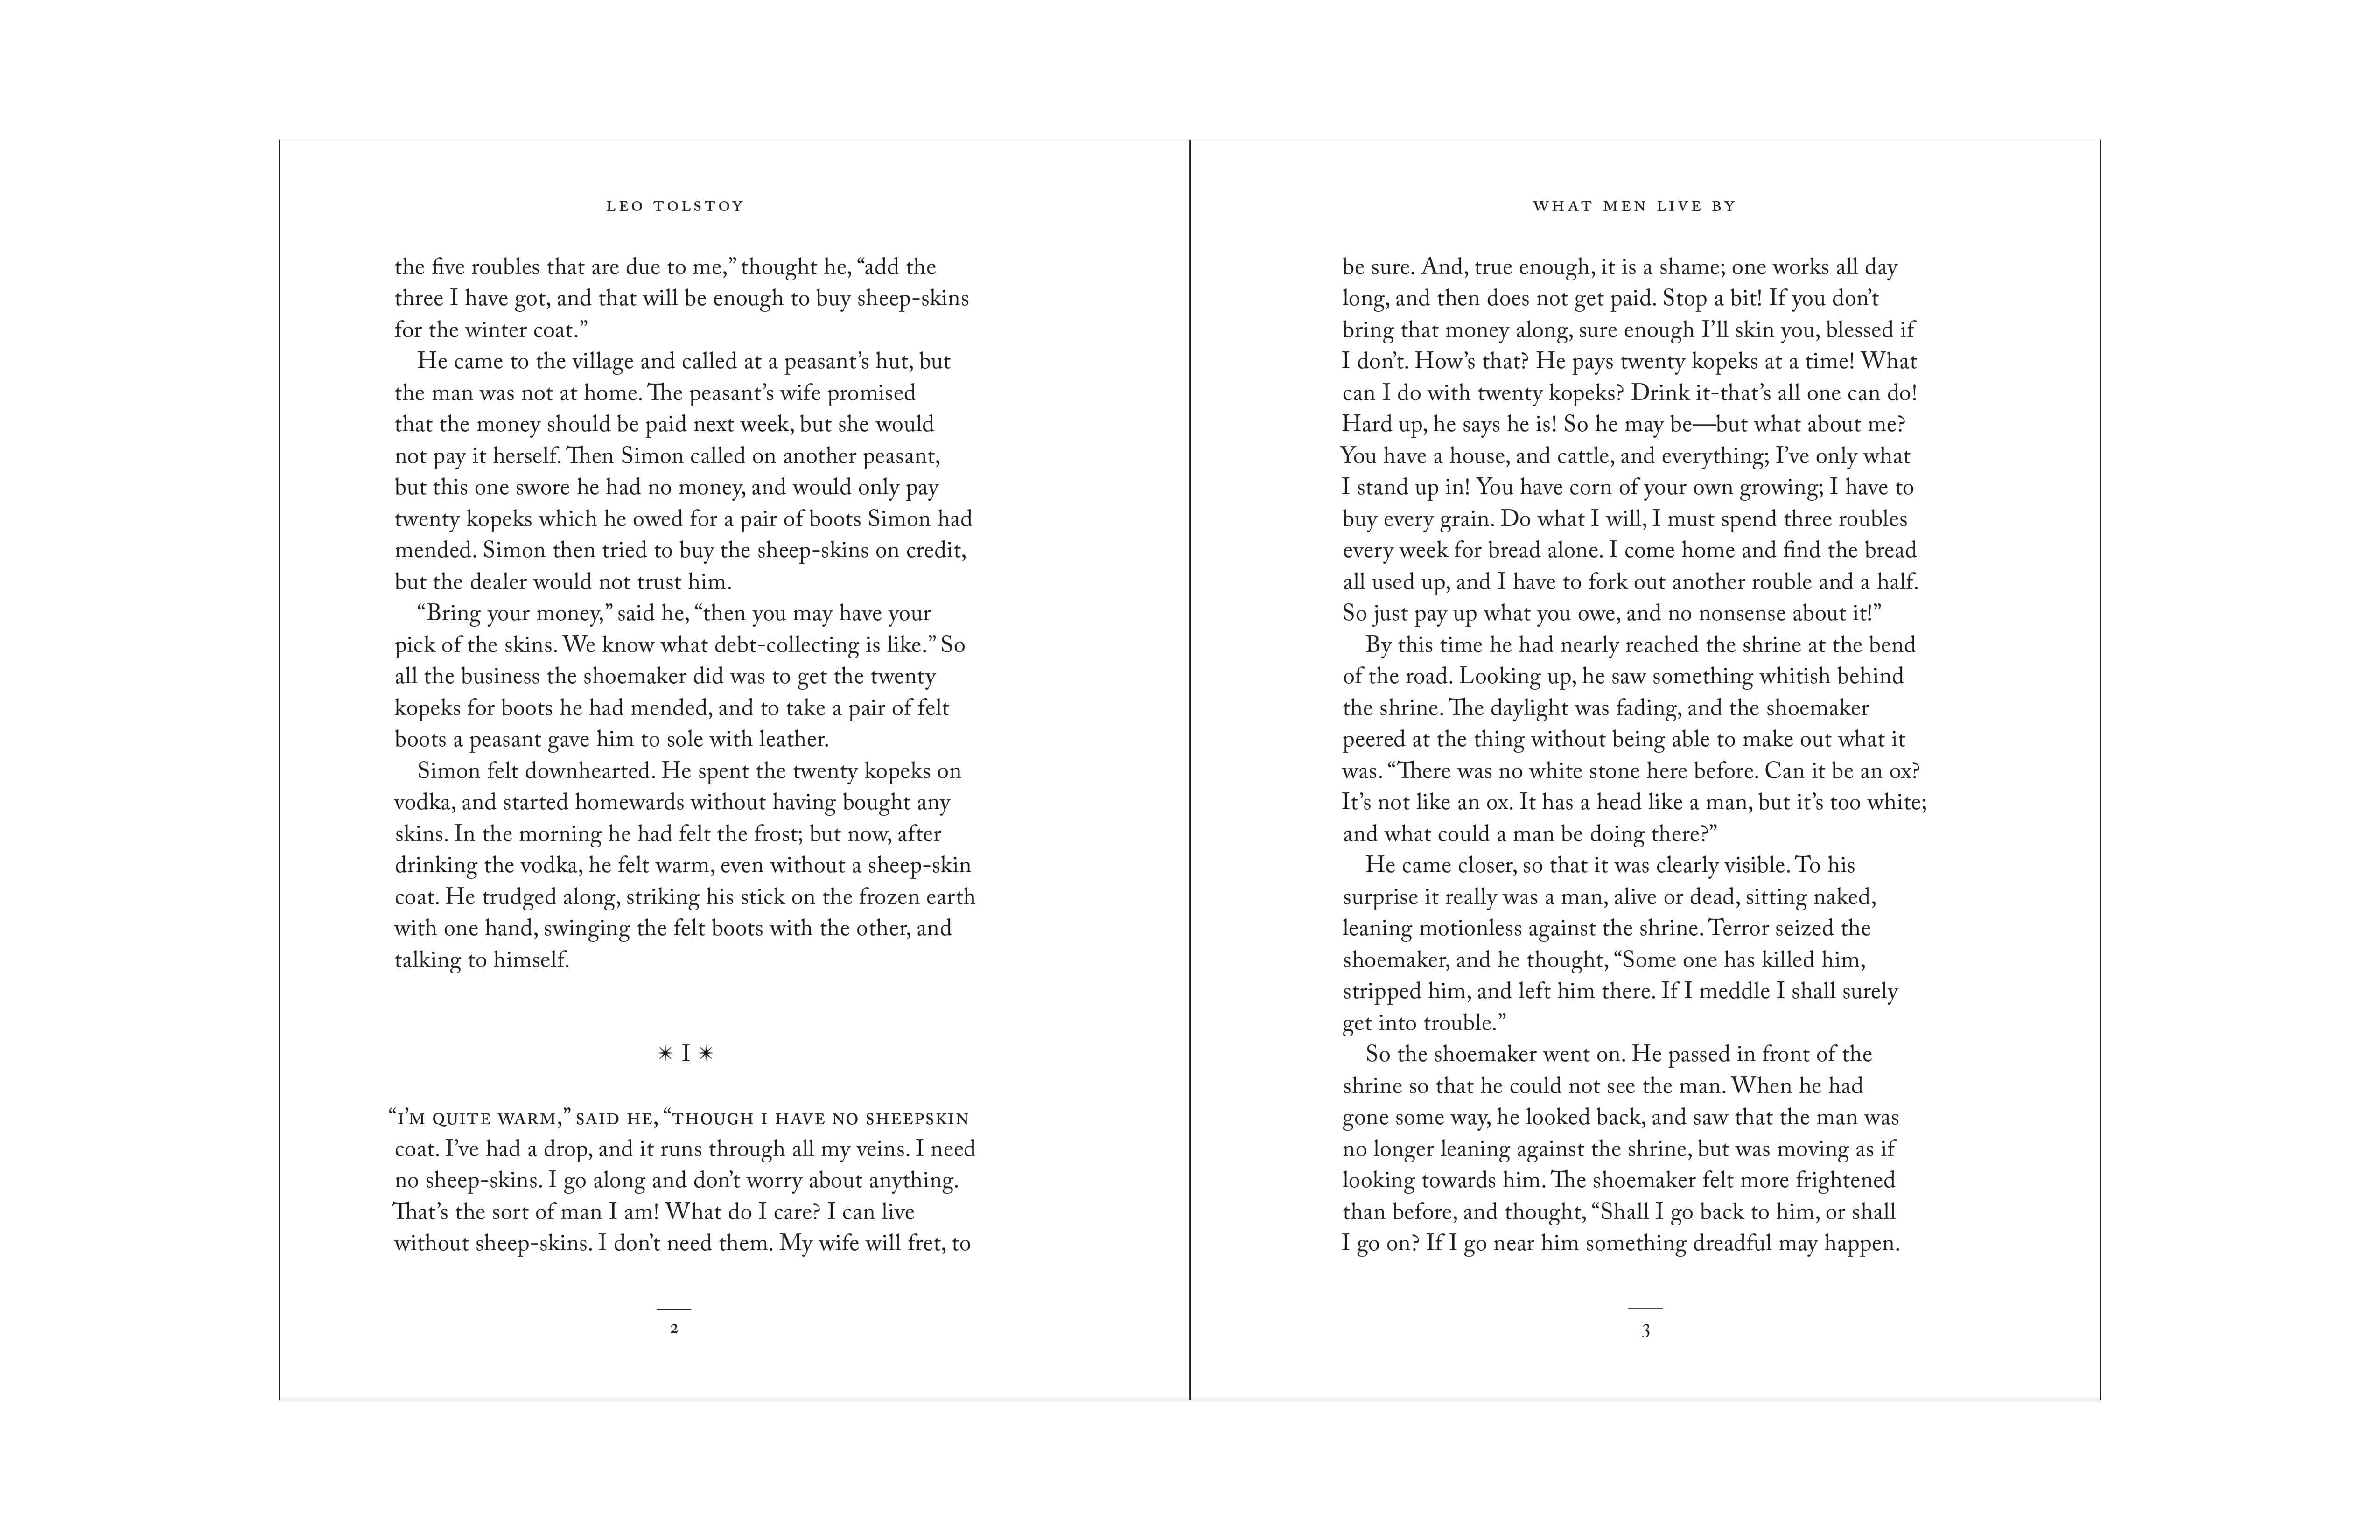 LEO TOLSTOY
the five roubles that are due to me,” thought he, “add the
three I have got, and that will be enough to buy sheep-skins
for the winter coat.”
He came to the village and called at a peasant’s hut, but
the man was not at home. The peasant’s wife promised
that the money should be paid next week, but she would
not pay it herself. Then Simon called on another peasant,
but this one swore he had no money, and would only pay
twenty kopeks which he owed for a pair of boots Simon had
mended. Simon then tried to buy the sheep-skins on credit,
but the dealer would not trust him.
“Bring your money,” said he, “then you may have your
pick of the skins. We know what debt-collecting is like.” So
all the business the shoemaker did was to get the twenty
kopeks for boots he had mended, and to take a pair of felt
boots a peasant gave him to sole with leather.
Simon felt downhearted. He spent the twenty kopeks on
vodka, and started homewards without having bought any
skins. In the morning he had felt the frost; but now, after
drinking the vodka, he felt warm, even without a sheep-skin
coat. He trudged along, striking his stick on the frozen earth
with one hand, swinging the felt boots with the other, and
talking to himself.
✴ I ✴
“I’M QUITE WARM,” SAID HE, “THOUGH I HAVE NO SHEEPSKIN
coat. I’ve had a drop, and it runs through all my veins. I need
no sheep-skins. I go along and don’t worry about anything.
That’s the sort of man I am! What do I care? I can live
without sheep-skins. I don’t need them. My wife will fret, to
2
WHAT MEN LIVE BY
be sure. And, true enough, it is a shame; one works all day
long, and then does not get paid. Stop a bit! If you don’t
bring that money along, sure enough I’ll skin you, blessed if
I don’t. How’s that? He pays twenty kopeks at a time! What
can I do with twenty kopeks? Drink it-that’s all one can do!
Hard up, he says he is! So he may be—but what about me?
You have a house, and cattle, and everything; I’ve only what
I stand up in! You have corn of your own growing; I have to
buy every grain. Do what I will, I must spend three roubles
every week for bread alone. I come home and find the bread
all used up, and I have to fork out another rouble and a half.
So just pay up what you owe, and no nonsense about it!”
By this time he had nearly reached the shrine at the bend
of the road. Looking up, he saw something whitish behind
the shrine. The daylight was fading, and the shoemaker
peered at the thing without being able to make out what it
was. “There was no white stone here before. Can it be an ox?
It’s not like an ox. It has a head like a man, but it’s too white;
and what could a man be doing there?”
He came closer, so that it was clearly visible. To his
surprise it really was a man, alive or dead, sitting naked,
leaning motionless against the shrine. Terror seized the
shoemaker, and he thought, “Some one has killed him,
stripped him, and left him there. If I meddle I shall surely
get into trouble.”
So the shoemaker went on. He passed in front of the
shrine so that he could not see the man. When he had
gone some way, he looked back, and saw that the man was
no longer leaning against the shrine, but was moving as if
looking towards him. The shoemaker felt more frightened
than before, and thought, “Shall I go back to him, or shall
I go on? If I go near him something dreadful may happen.
3